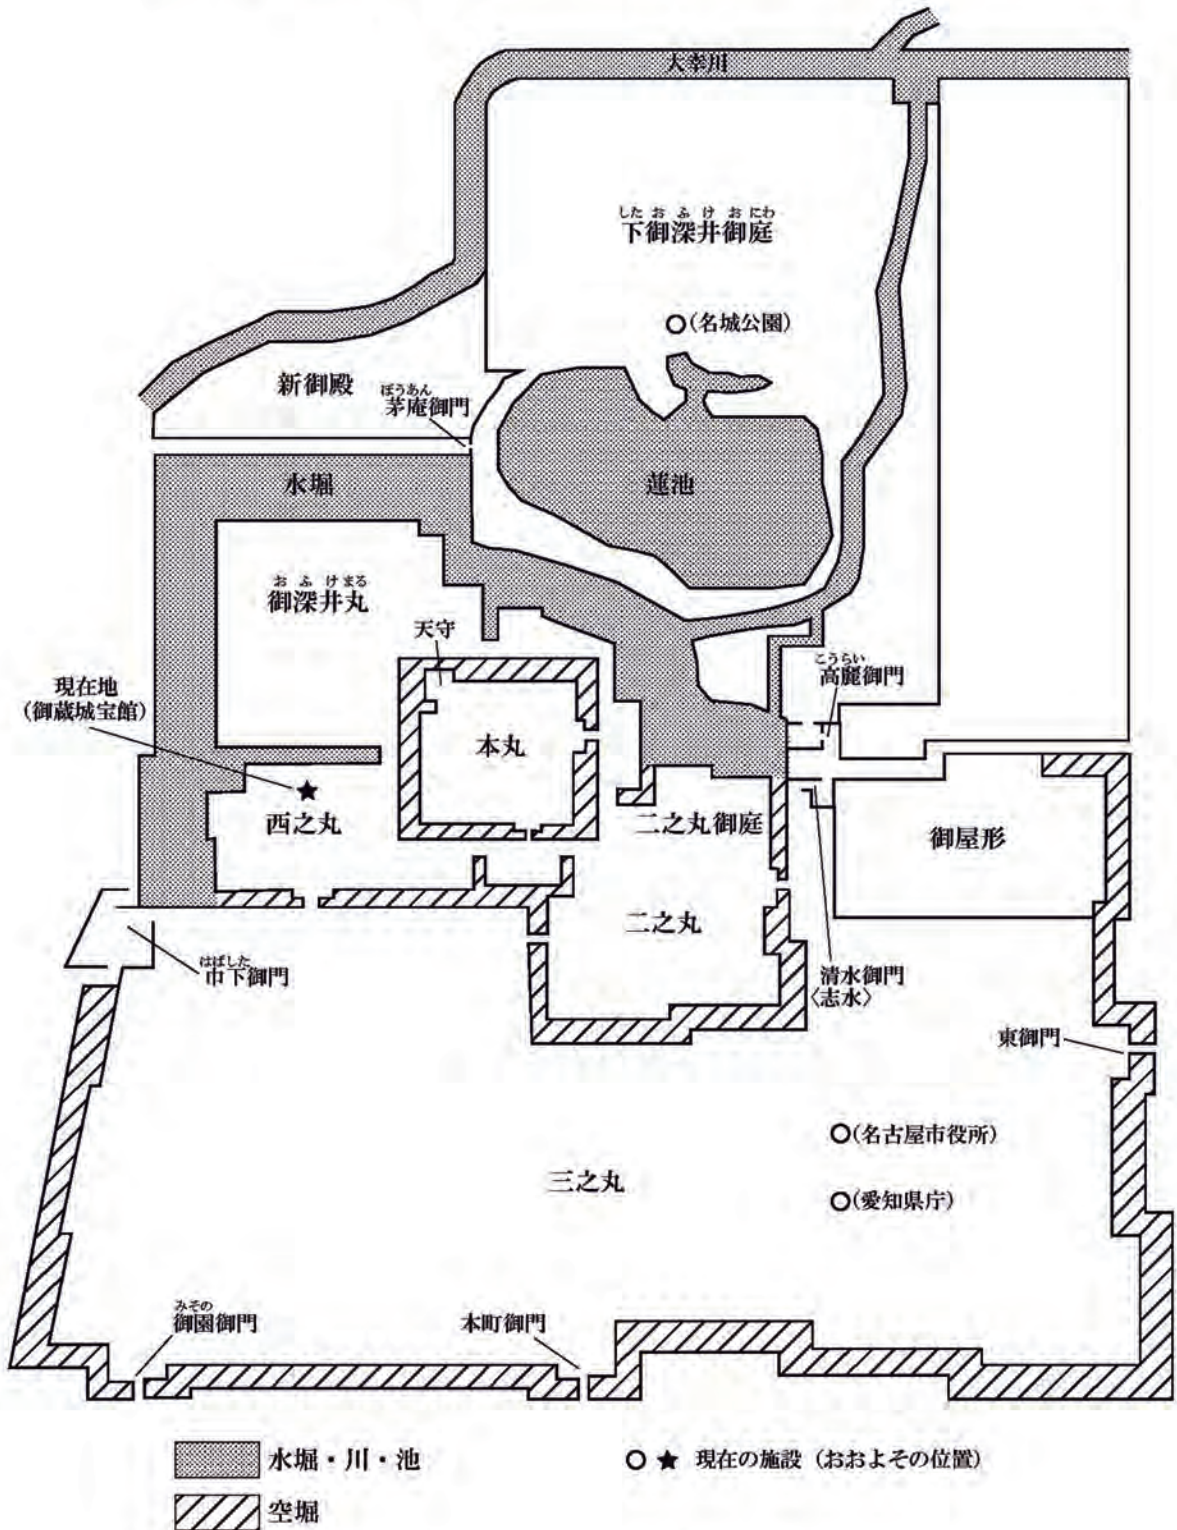 大幸川
したおふけおにわ
下御深井御庭
(名城公園)
新御殿
ぼうあん
茅庵御門
水堀
蓮池
おふけまる
御深井丸
天守
こうらい
高麗御門
現在地
(御蔵城宝館)
本丸
西之丸
二之丸御庭
御屋形
二之丸
はばした
巾下御門
清水御門
〈志水〉
東御門
(名古屋市役所)
三之丸
(愛知県庁)
みその
御園御門
本町御門
水堀・川・池
○ ★ 現在の施設 (おおよその位置)
空堀